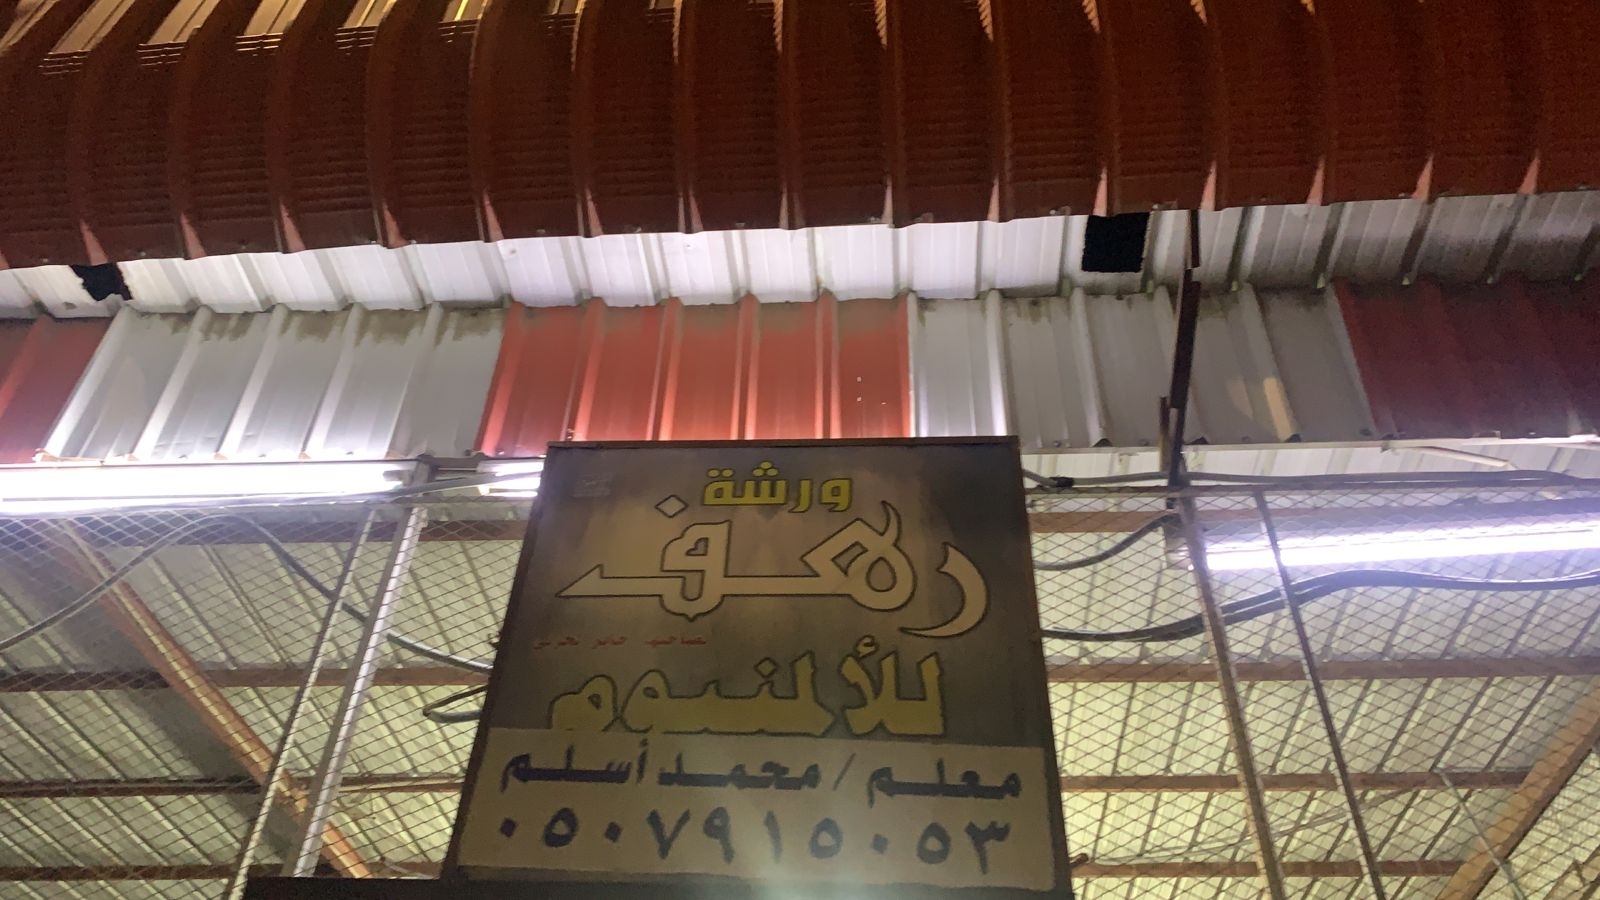 ورشة
رهف
للألمنيوم
معلم / محمد أسلم
٠٥٠٧٩١٥٠٥٣